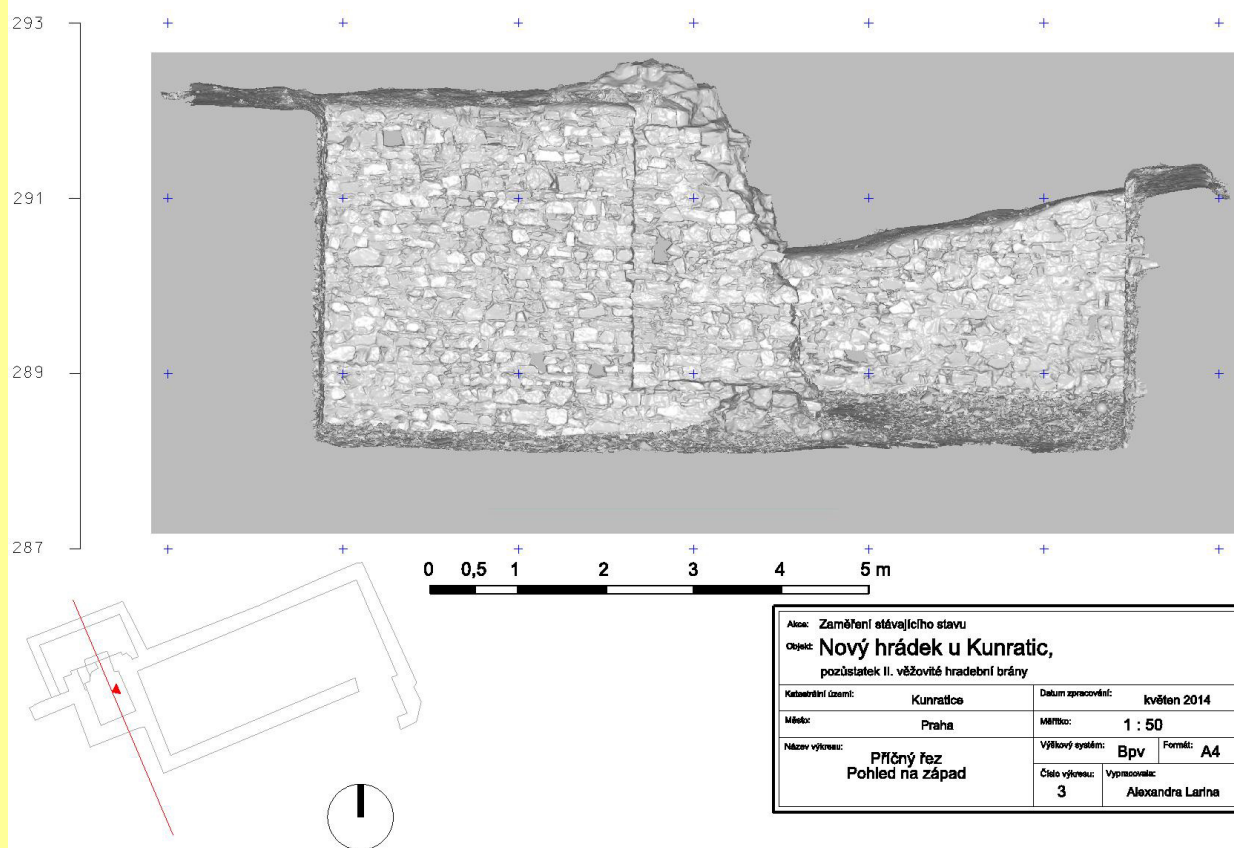 293
291
289
287
0 0,5 1 2 3 4 5 m
Akce: Zaměření stávajícího stavu
Objekt: Nový hrádek u Kunratic,
pozůstatek II. věžovité hradební brány
Katastrální území: Kunratice
Datum zpracování: květen 2014
Město: Praha
Měřítko: 1 : 50
Název výkresu: Příčný řez
Pohled na západ
Výškový systém: Bpv
Formát: A4
Číslo výkresu: 3
Vypracovala: Alexandra Larina